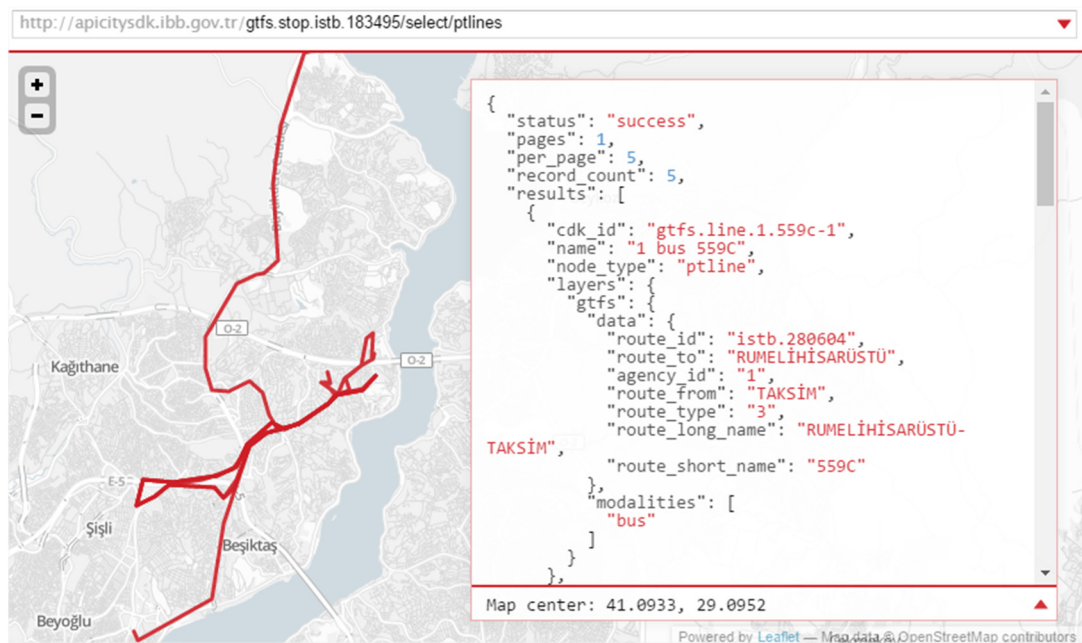 http://apicitysdk.ibb.gov.tr/gtfs.stop.istb.183495/select/ptlines
+
-
Büyükdere Caddesi
O-2
O-2
Kağıthane
E-5
Şişli
Beşiktaş
Beyoğlu
{
"status": "success",
"pages": 1,
"per_page": 5,
"record_count": 5,
"results": [
{
"cdk_id": "gtfs.line.1.559c-1",
"name": "1 bus 559C",
"node_type": "ptline",
"layers": {
"gtfs": {
"data": {
"route_id": "istb.280604",
"route_to": "RUMELİHİSARÜSTÜ",
"agency_id": "1",
"route_from": "TAKSİM",
"route_type": "3",
"route_long_name": "RUMELİHİSARÜSTÜ-
TAKSİM",
"route_short_name": "559C"
},
"modalities": [
"bus"
]
}
},
Map center: 41.0933, 29.0952
Powered by Leaflet — Map data © OpenStreetMap contributors